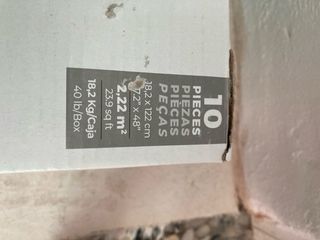 10
PIECES
PIEZAS
PIÈCES
PEÇAS
18,2 x 122 cm
7.2" x 48"
2,22 m²
23.9 sq ft
18,2 Kg/Caja
40 lb/Box